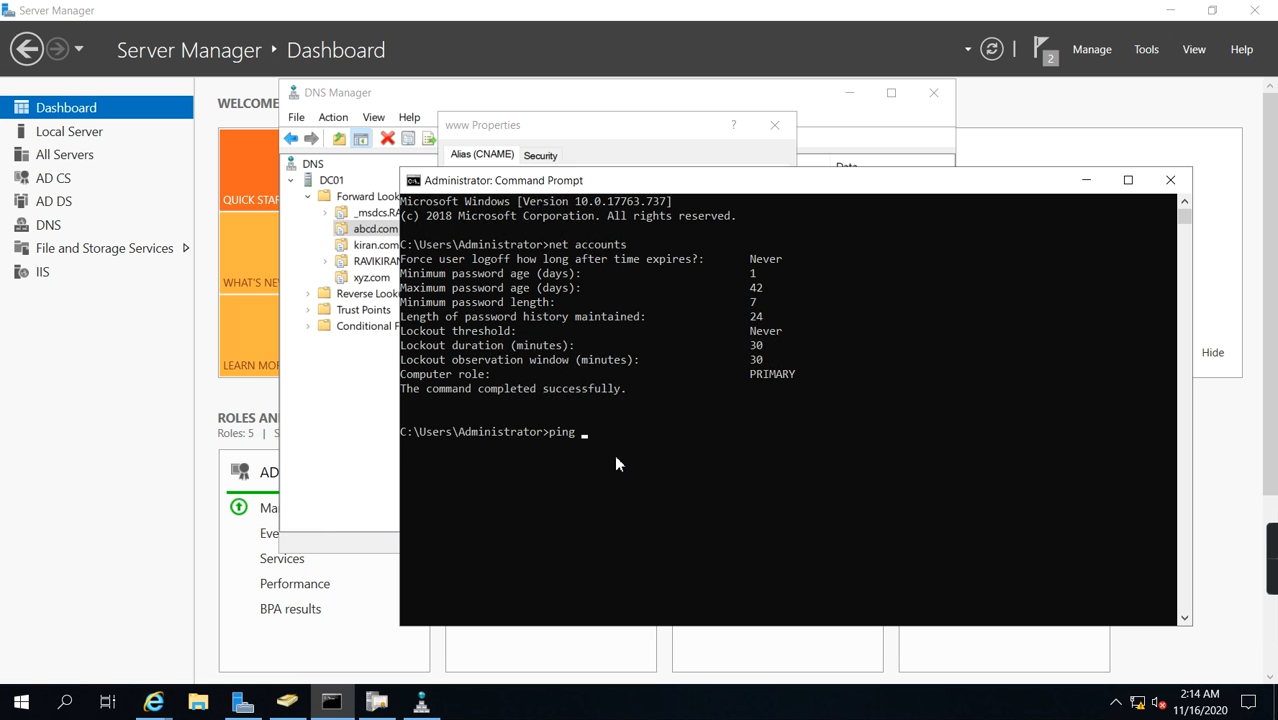 Server Manager
Server Manager ‣ Dashboard
2
Manage
Tools
View
Help
Dashboard
Local Server
All Servers
AD CS
AD DS
DNS
File and Storage Services
IIS
WELCOME
QUICK STAR
WHAT'S NE
LEARN MOR
Hide
ROLES AN
Roles: 5 | S
AD
Ma
Eve
Services
Performance
BPA results
DNS Manager
File
Action
View
Help
DNS
DC01
Forward Look
_msdcs.RA
abcd.com
kiran.com
RAVIKIRAN
xyz.com
Reverse Look
Trust Points
Conditional F
Data
www Properties
?
Alias (CNAME)
Security
Administrator: Command Prompt
Microsoft Windows [Version 10.0.17763.737]
(c) 2018 Microsoft Corporation. All rights reserved.
C:\Users\Administrator>net accounts
Force user logoff how long after time expires?: Never
Minimum password age (days): 1
Maximum password age (days): 42
Minimum password length: 7
Length of password history maintained: 24
Lockout threshold: Never
Lockout duration (minutes): 30
Lockout observation window (minutes): 30
Computer role: PRIMARY
The command completed successfully.
C:\Users\Administrator>ping
2:14 AM
11/16/2020